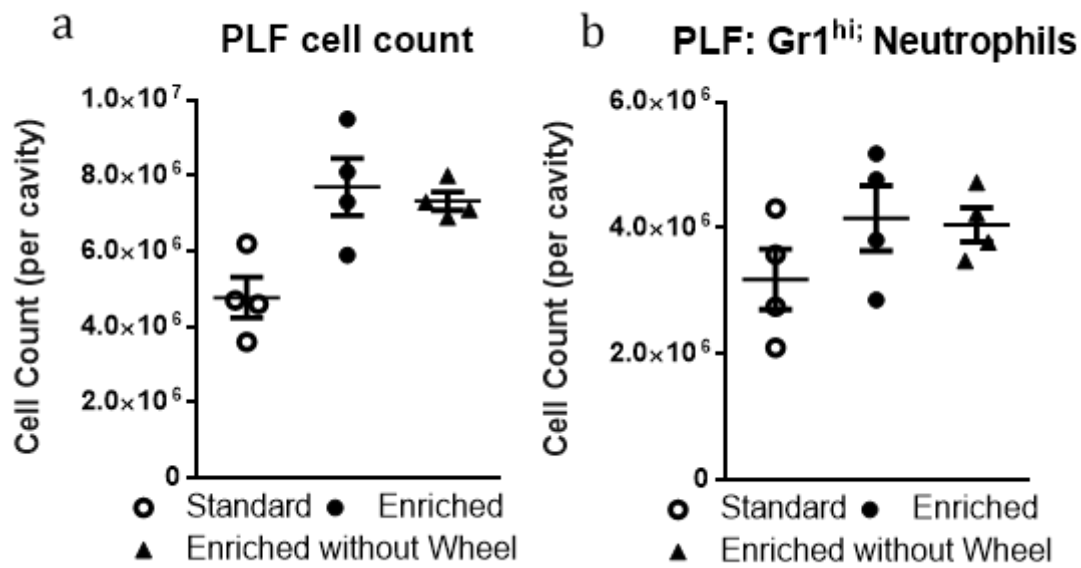 a
PLF cell count
Cell Count (per cavity)
1.0×10⁷
8.0×10⁶
6.0×10⁶
4.0×10⁶
2.0×10⁶
0
Standard
Enriched
Enriched without Wheel
b
PLF: Gr1ʰⁱ; Neutrophils
Cell Count (per cavity)
6.0×10⁶
4.0×10⁶
2.0×10⁶
0
Standard
Enriched
Enriched without Wheel